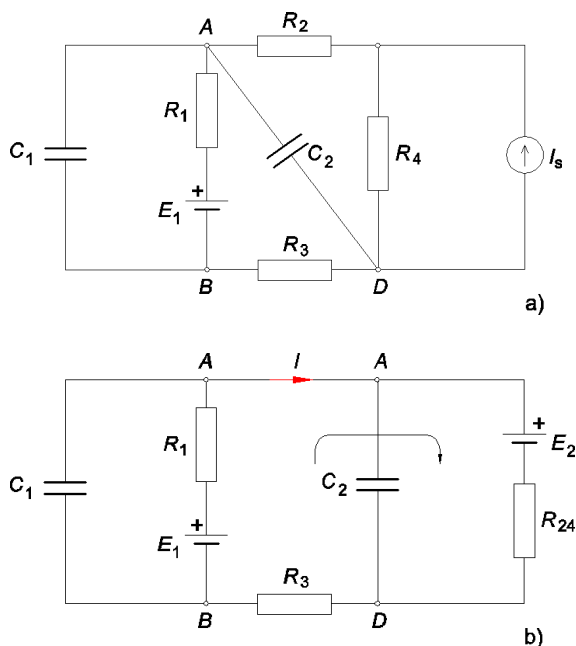 A
R2
C1
R1
C2
R4
Is
+
E1
R3
B
D
a)
A
I
A
+
C1
R1
C2
E2
+
R24
E1
R3
B
D
b)